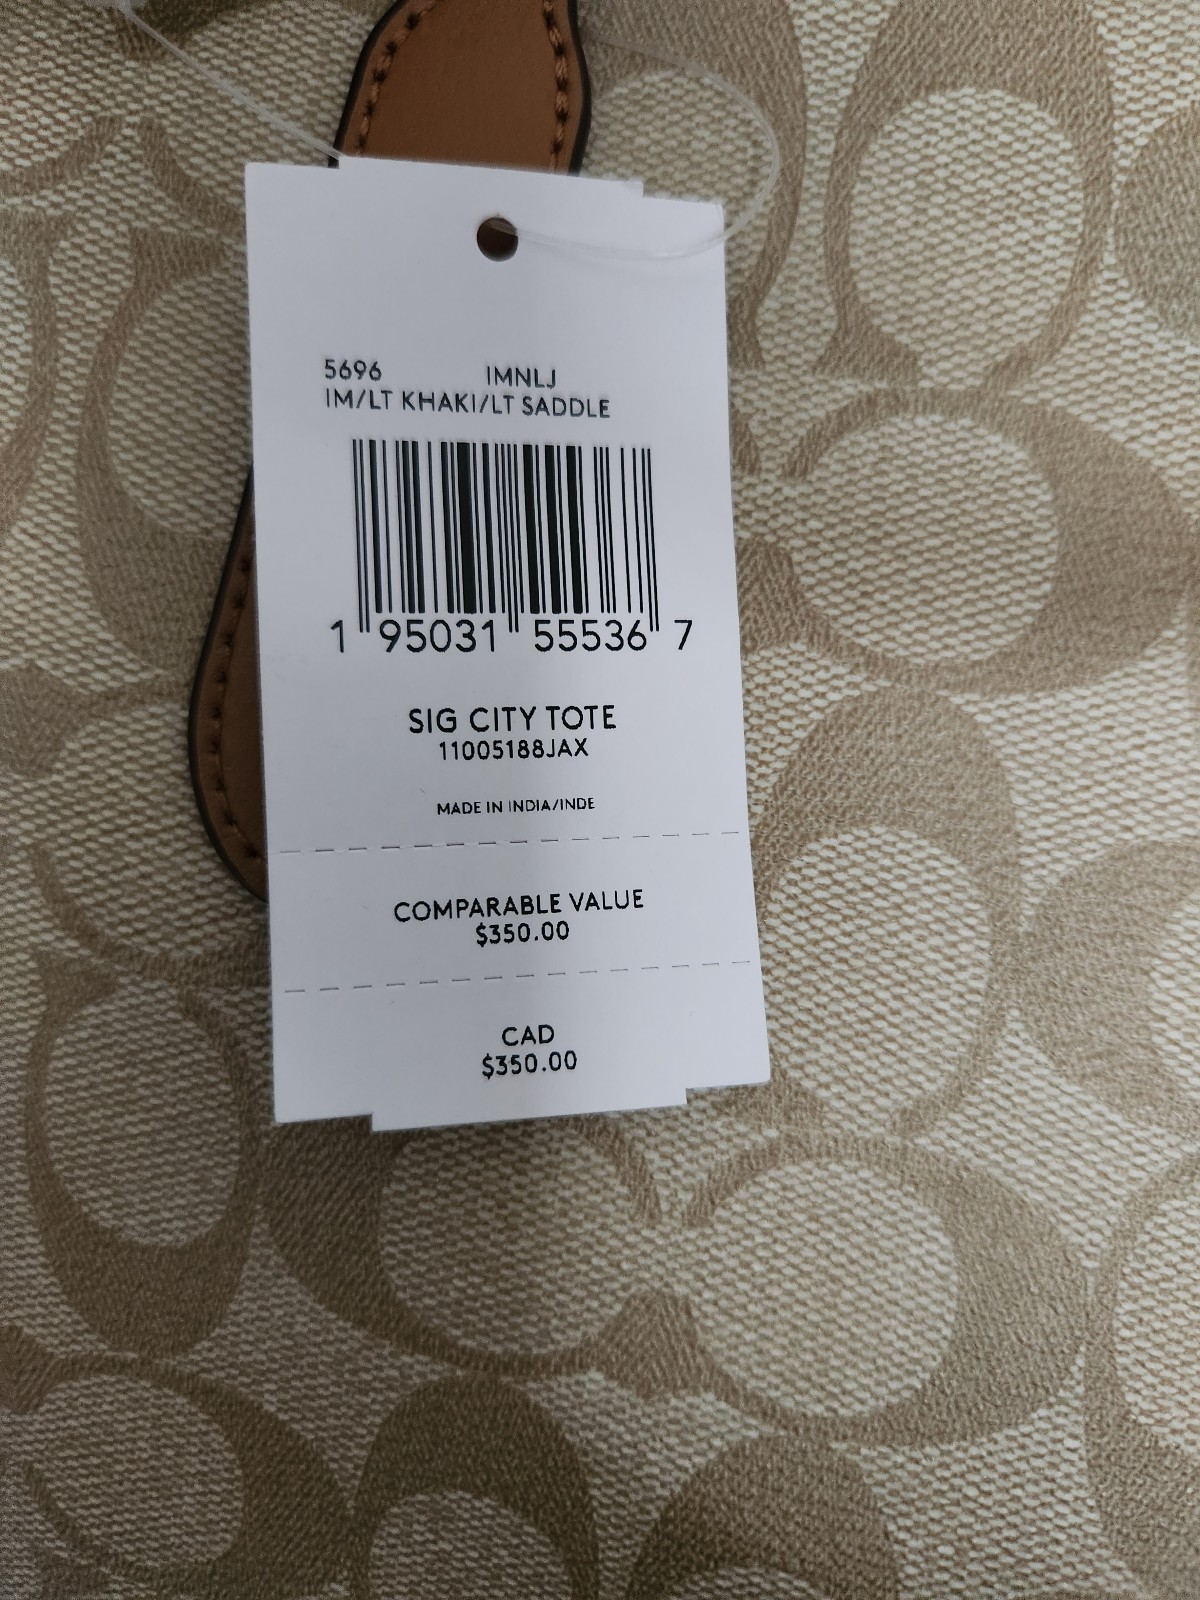 5696 IMNLJ
IM/LT KHAKI/LT SADDLE
1 95031 55536 7
SIG CITY TOTE
11005188JAX
MADE IN INDIA/INDE
COMPARABLE VALUE
$350.00
CAD
$350.00